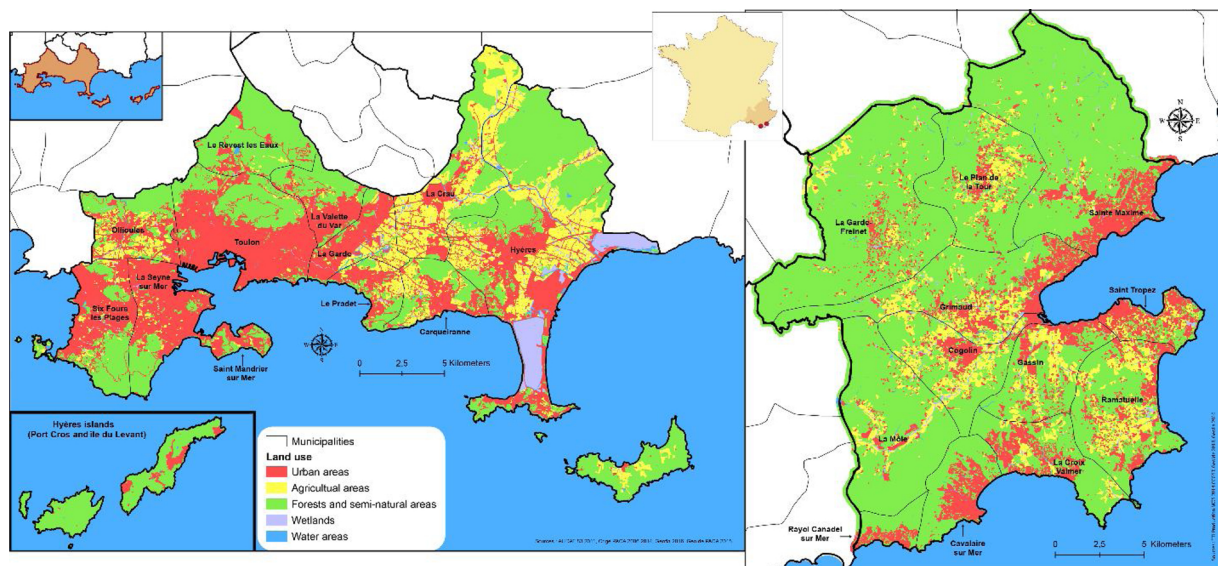 Le Revest les Eaux
La Crau
La Valette
du Var
Ollioules
Toulon
Hyères
La Garde
La Seyne
sur Mer
Six Fours
les Plages
Le Pradet
Carqueiranne
N
W E
S
0 2,5 5 Kilometers
Saint Mandrier
sur Mer
Hyères islands
(Port Cros and ile du Levant)
Municipalities
Land use
Urban areas
Agricultual areas
Forests and semi-natural areas
Wetlands
Water areas
N
W E
S
Le Plan de
la Tour
Sainte Maxime
La Garde
Freinet
Saint Tropez
Grimaud
Cogolin
Gassin
Ramatuelle
La Môle
La Croix
Valmer
Rayol Canadel
sur Mer
Cavalaire
sur Mer
0 2,5 5 Kilometers